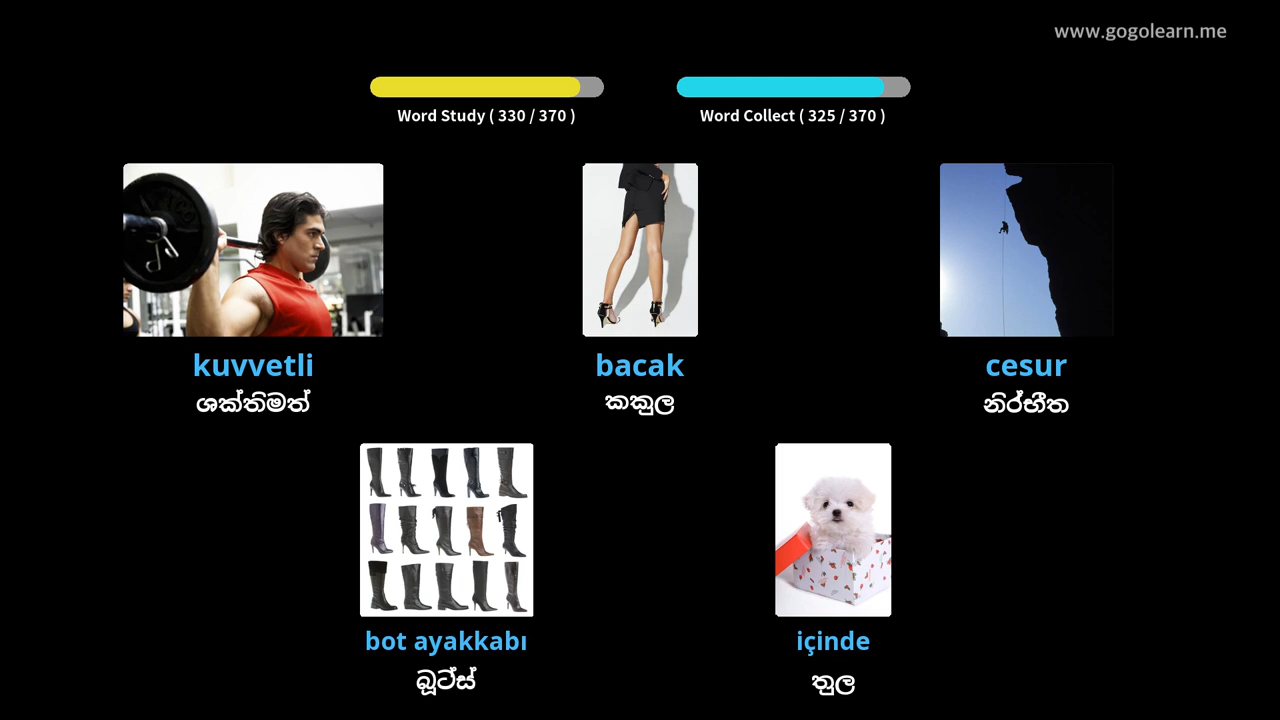 www.gogolearn.me
Word Study ( 330 / 370 )
Word Collect ( 325 / 370 )
kuvvetli
ශක්තිමත්
bacak
කකුල
cesur
නිර්භීත
bot ayakkabı
බූට්ස්
içinde
තුල